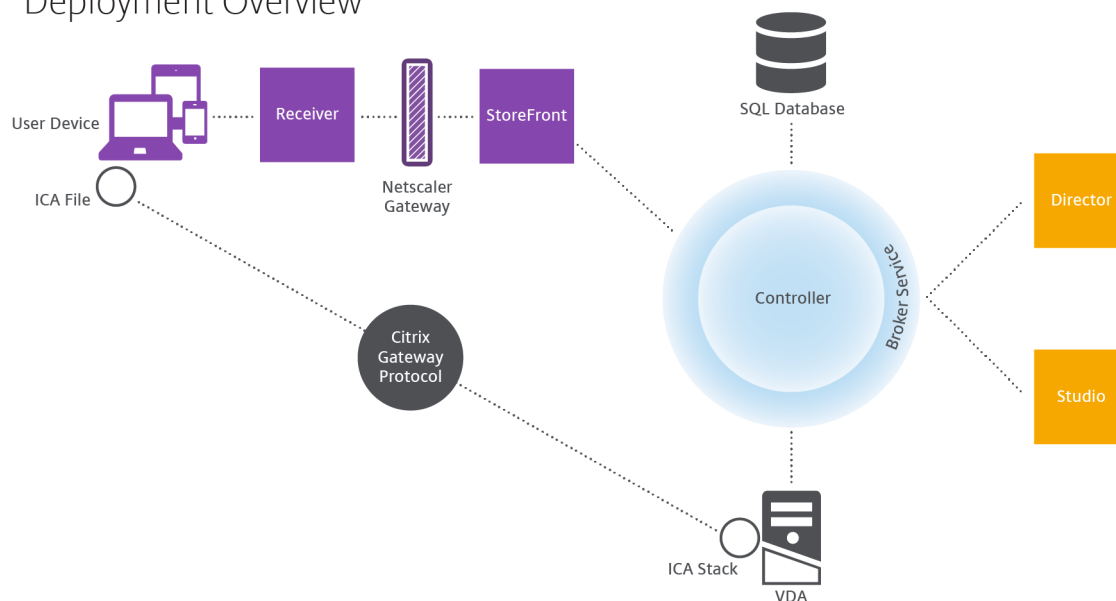 Deployment Overview
SQL Database
User Device
Receiver
StoreFront
ICA File
Netscaler
Gateway
Director
Controller
Broker Service
Citrix
Gateway
Protocol
Studio
ICA Stack
VDA